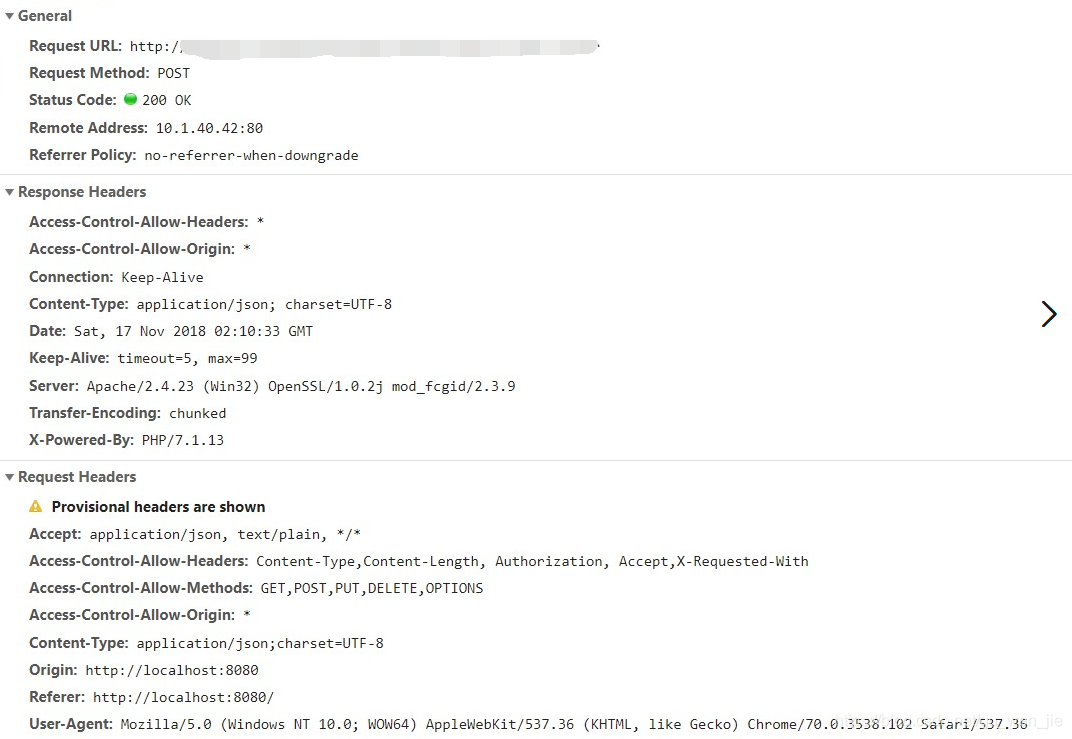 General
Request URL: http:/
Request Method: POST
Status Code: 200 OK
Remote Address: 10.1.40.42:80
Referrer Policy: no-referrer-when-downgrade
Response Headers
Access-Control-Allow-Headers: *
Access-Control-Allow-Origin: *
Connection: Keep-Alive
Content-Type: application/json; charset=UTF-8
Date: Sat, 17 Nov 2018 02:10:33 GMT
Keep-Alive: timeout=5, max=99
Server: Apache/2.4.23 (Win32) OpenSSL/1.0.2j mod_fcgid/2.3.9
Transfer-Encoding: chunked
X-Powered-By: PHP/7.1.13
Request Headers
Provisional headers are shown
Accept: application/json, text/plain, */*
Access-Control-Allow-Headers: Content-Type,Content-Length, Authorization, Accept,X-Requested-With
Access-Control-Allow-Methods: GET,POST,PUT,DELETE,OPTIONS
Access-Control-Allow-Origin: *
Content-Type: application/json;charset=UTF-8
Origin: http://localhost:8080
Referer: http://localhost:8080/
User-Agent: Mozilla/5.0 (Windows NT 10.0; WOW64) AppleWebKit/537.36 (KHTML, like Gecko) Chrome/70.0.3538.102 Safari/537.36